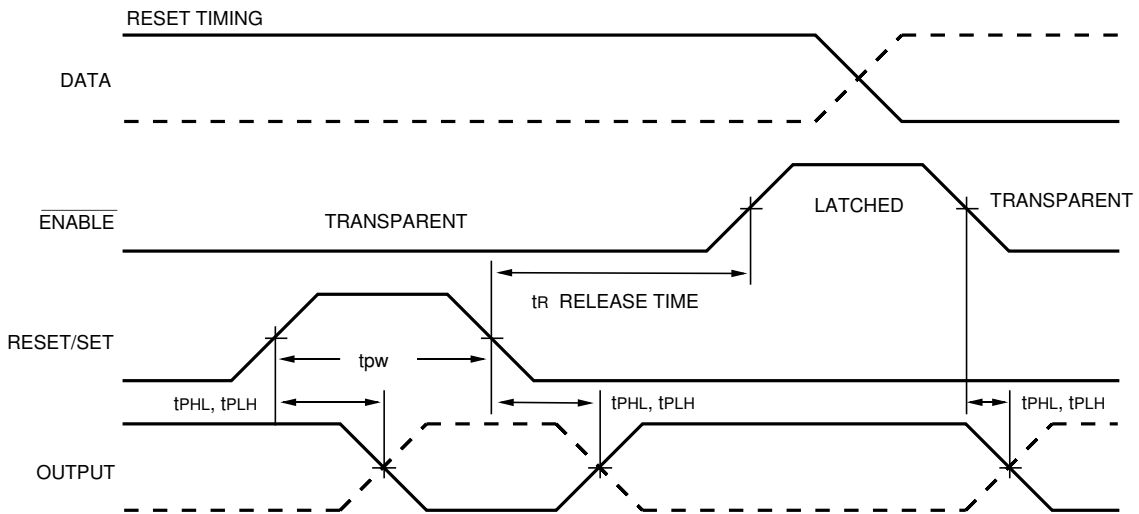 RESET TIMING
DATA
ENABLE
TRANSPARENT
LATCHED
TRANSPARENT
tR RELEASE TIME
RESET/SET
tpw
tPHL, tPLH
tPHL, tPLH
tPHL, tPLH
OUTPUT